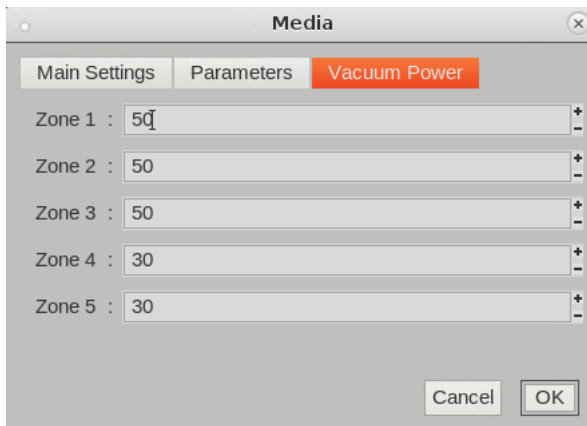 Media
Main Settings Parameters Vacuum Power
Zone 1 : 50
Zone 2 : 50
Zone 3 : 50
Zone 4 : 30
Zone 5 : 30
Cancel OK